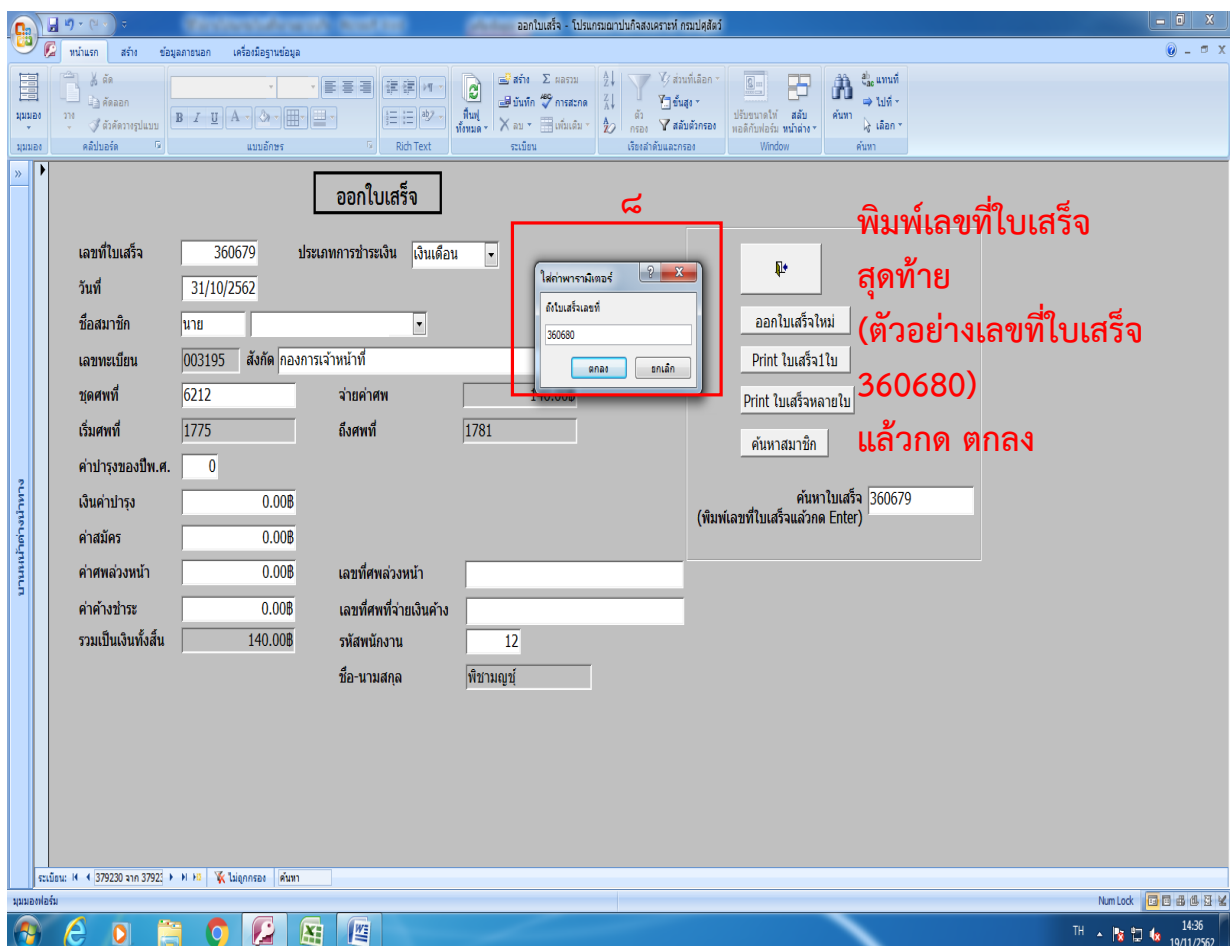 ออกใบเสร็จ - โปรแกรมฌาปนกิจสงเคราะห์ กรมปศุสัตว์
หน้าแรก สร้าง ข้อมูลภายนอก เครื่องมือฐานข้อมูล
มุมมอง วาง ตัด คัดลอก ตัวคัดวางรูปแบบ
B I U A
ฟื้นฟูทั้งหมด สร้าง บันทึก ลบ ผลรวม การสะกด เพิ่มเติม
ตัวกรอง ส่วนที่เลือก ขั้นสูง สลับตัวกรอง
ปรับขนาดให้พอดีกับฟอร์ม สลับหน้าต่าง
ค้นหา แทนที่ ไปที่ เลือก
มุมมอง คลิปบอร์ด แบบอักษร Rich Text ระเบียน เรียงลำดับและกรอง Window ค้นหา
ออกใบเสร็จ
๘
เลขที่ใบเสร็จ 360679 ประเภทการชำระเงิน เงินเดือน
วันที่ 31/10/2562
ชื่อสมาชิก นาย
เลขทะเบียน 003195 สังกัด กองการเจ้าหน้าที่
ชุดศพที่ 6212 จ่ายค่าศพ 140.00฿
เริ่มศพที่ 1775 ถึงศพที่ 1781
ค่าบำรุงของปีพ.ศ. 0
เงินค่าบำรุง 0.00฿
ค่าสมัคร 0.00฿
ค่าศพล่วงหน้า 0.00฿ เลขที่ศพล่วงหน้า
ค่าค้างชำระ 0.00฿ เลขที่ศพที่จ่ายเงินค้าง
รวมเป็นเงินทั้งสิ้น 140.00฿ รหัสพนักงาน 12
ชื่อ-นามสกุล พิชามญชุ์
ใส่ค่าพารามิเตอร์
ถึงใบเสร็จเลขที่
360680
ตกลง ยกเลิก
ออกใบเสร็จใหม่
Print ใบเสร็จ1ใบ
Print ใบเสร็จหลายใบ
ค้นหาสมาชิก
ค้นหาใบเสร็จ 360679
(พิมพ์เลขที่ใบเสร็จแล้วกด Enter)
พิมพ์เลขที่ใบเสร็จ
สุดท้าย
(ตัวอย่างเลขที่ใบเสร็จ
360680)
แล้วกด ตกลง
บานหน้าต่างนำทาง
ระเบียน: 379230 จาก 37923 ไม่ถูกกรอง ค้นหา
มุมมองฟอร์ม Num Lock
TH 14:36
19/11/2562